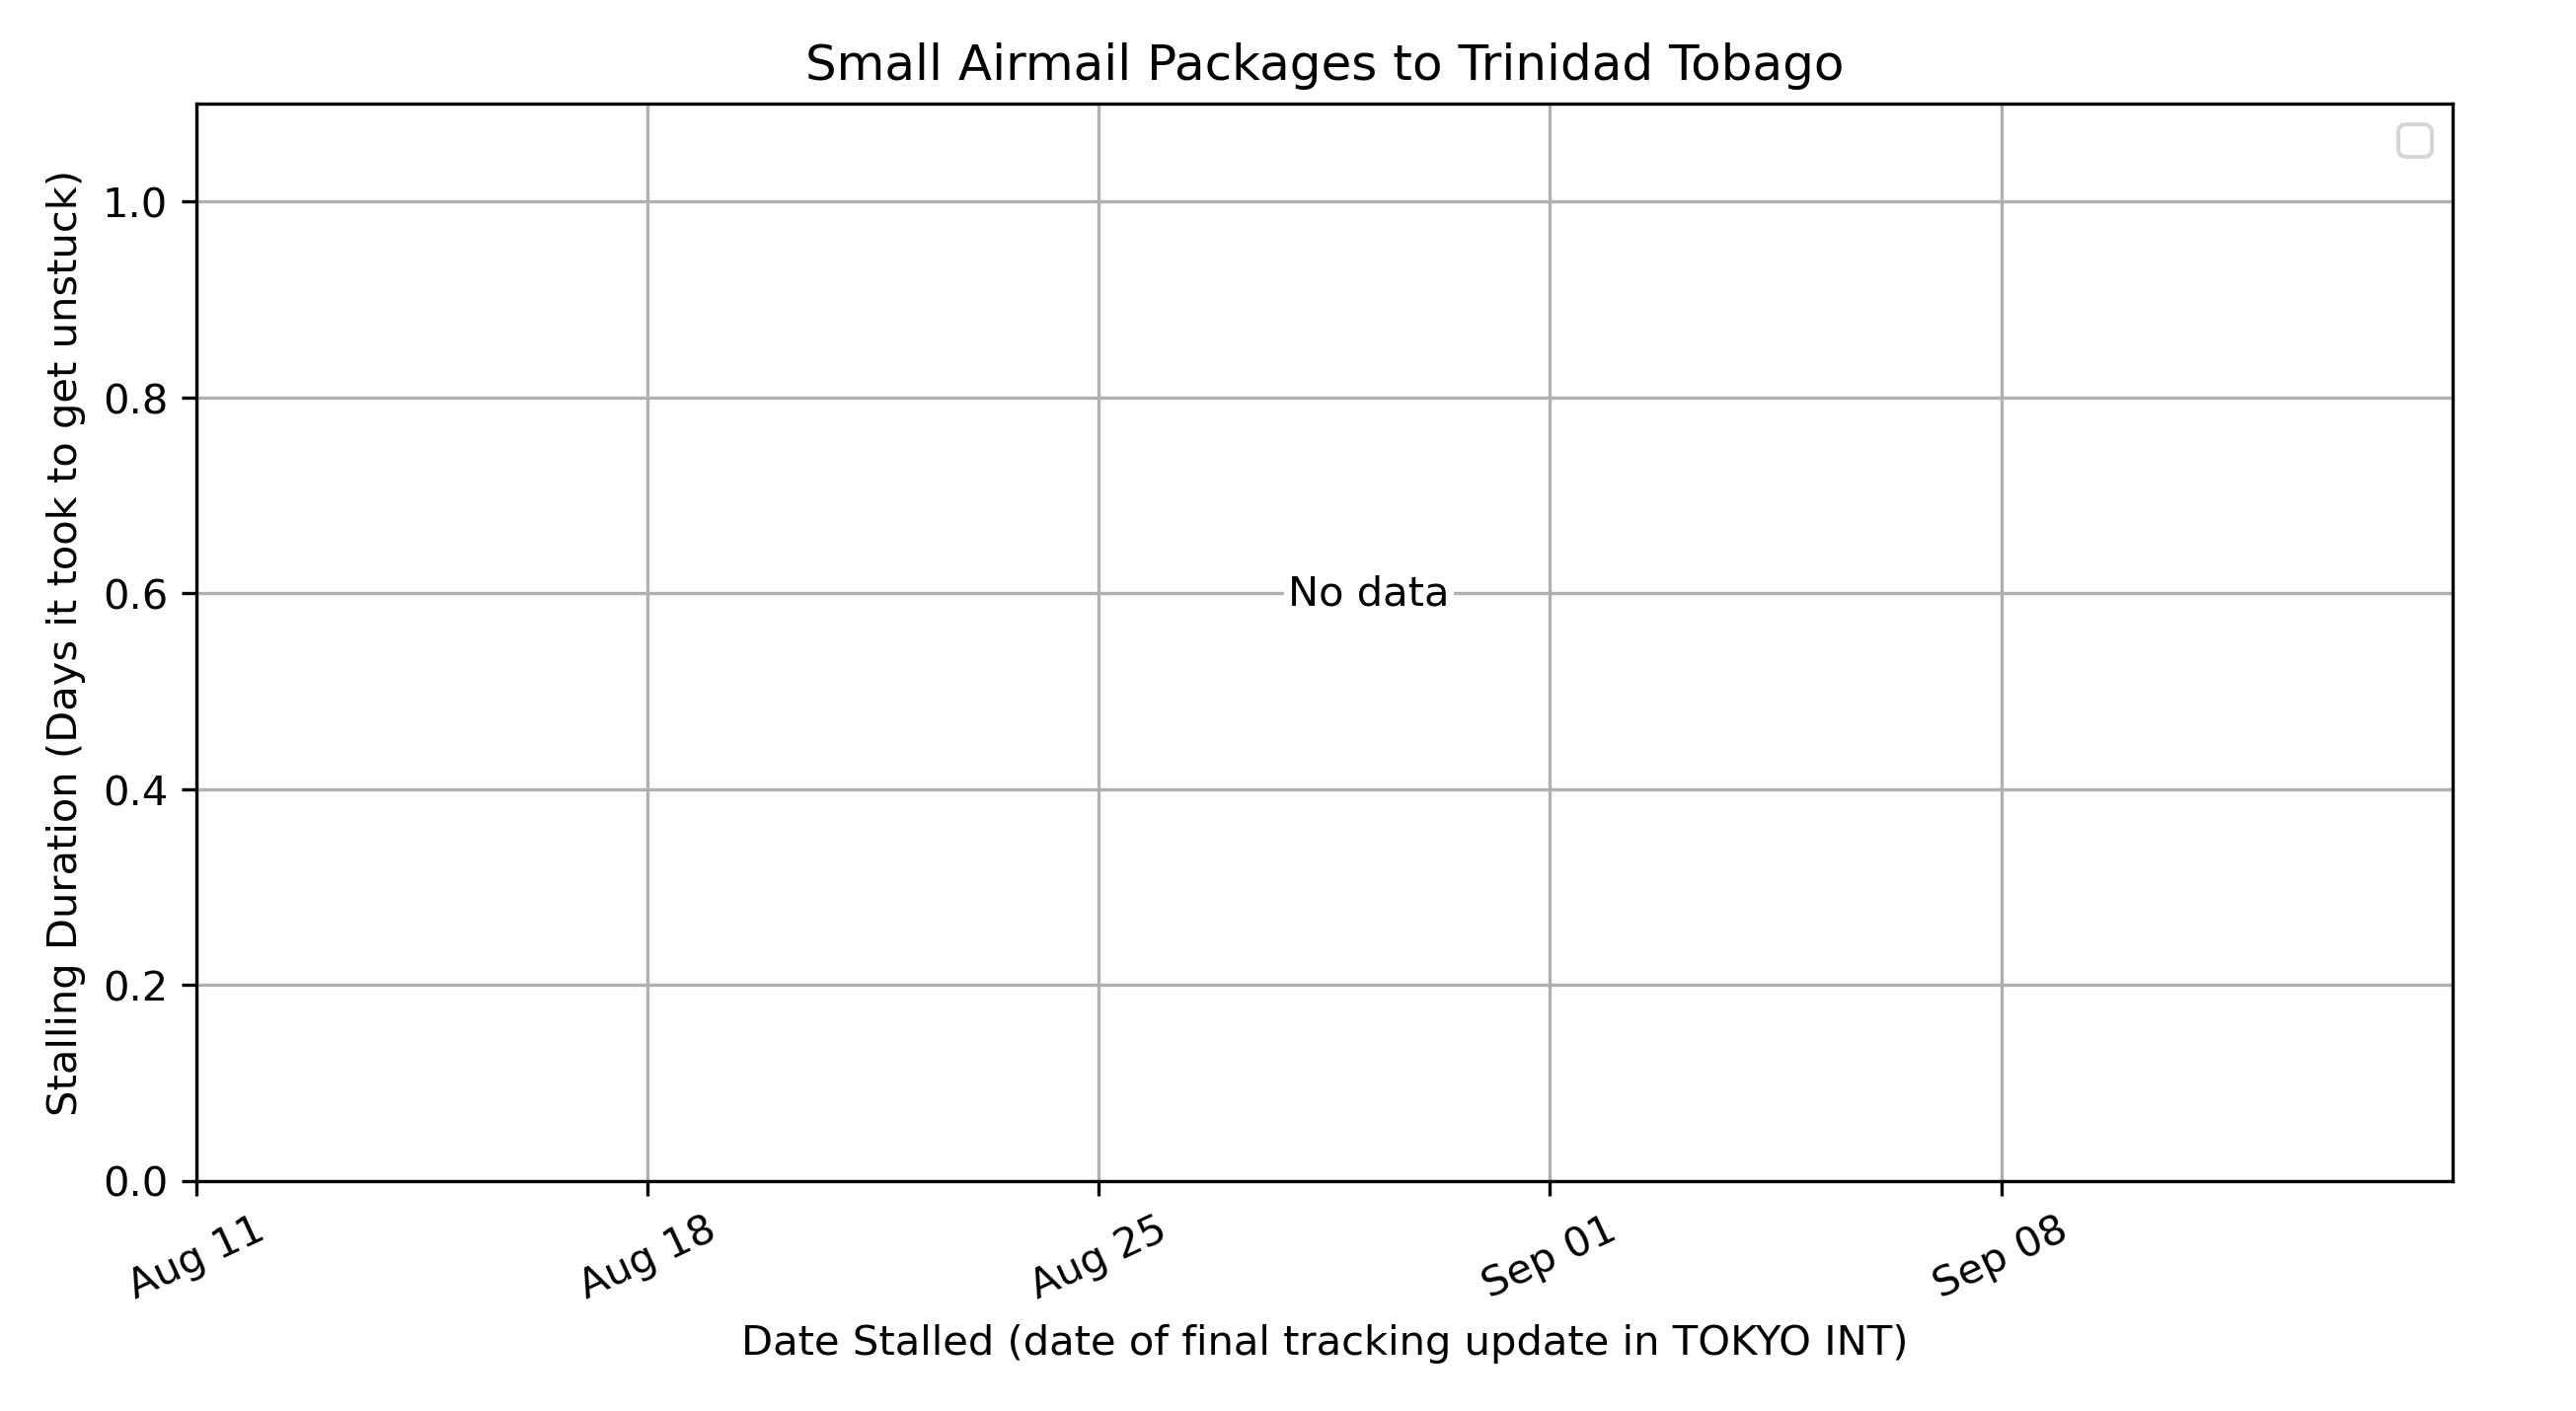 Small Airmail Packages to Trinidad Tobago
Stalling Duration (Days it took to get unstuck)
1.0
0.8
0.6
0.4
0.2
0.0
No data
Aug 11
Aug 18
Aug 25
Sep 01
Sep 08
Date Stalled (date of final tracking update in TOKYO INT)